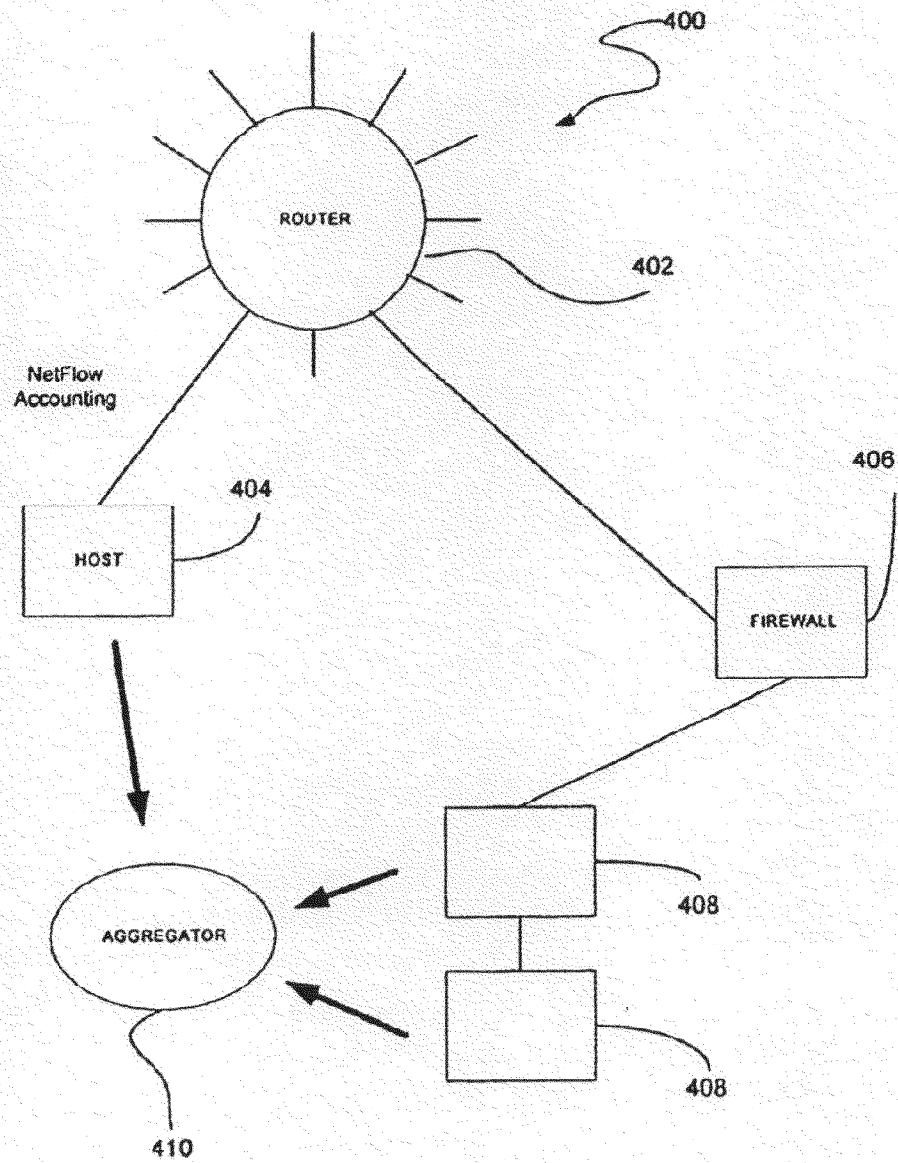 400
ROUTER
402
NetFlow
Accounting
404
406
HOST
FIREWALL
408
AGGREGATOR
408
410